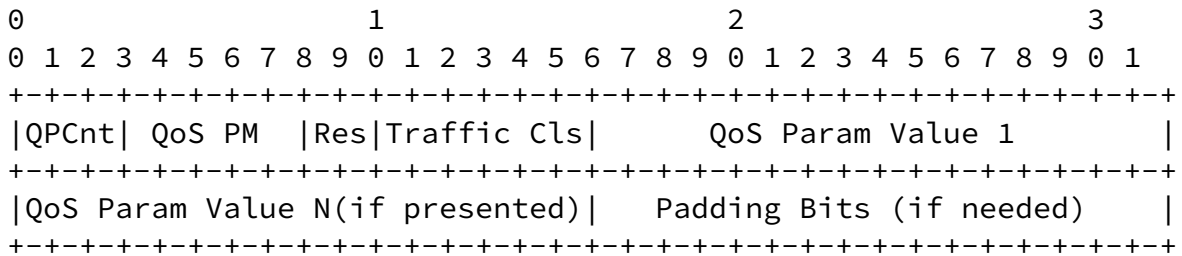 0                   1                   2                   3
0 1 2 3 4 5 6 7 8 9 0 1 2 3 4 5 6 7 8 9 0 1 2 3 4 5 6 7 8 9 0 1
+-+-+-+-+-+-+-+-+-+-+-+-+-+-+-+-+-+-+-+-+-+-+-+-+-+-+-+-+-+-+-+-+
|QPCnt| QoS PM  |Res|Traffic Cls|      QoS Param Value 1        |
+-+-+-+-+-+-+-+-+-+-+-+-+-+-+-+-+-+-+-+-+-+-+-+-+-+-+-+-+-+-+-+-+
|QoS Param Value N(if presented)|   Padding Bits (if needed)    |
+-+-+-+-+-+-+-+-+-+-+-+-+-+-+-+-+-+-+-+-+-+-+-+-+-+-+-+-+-+-+-+-+